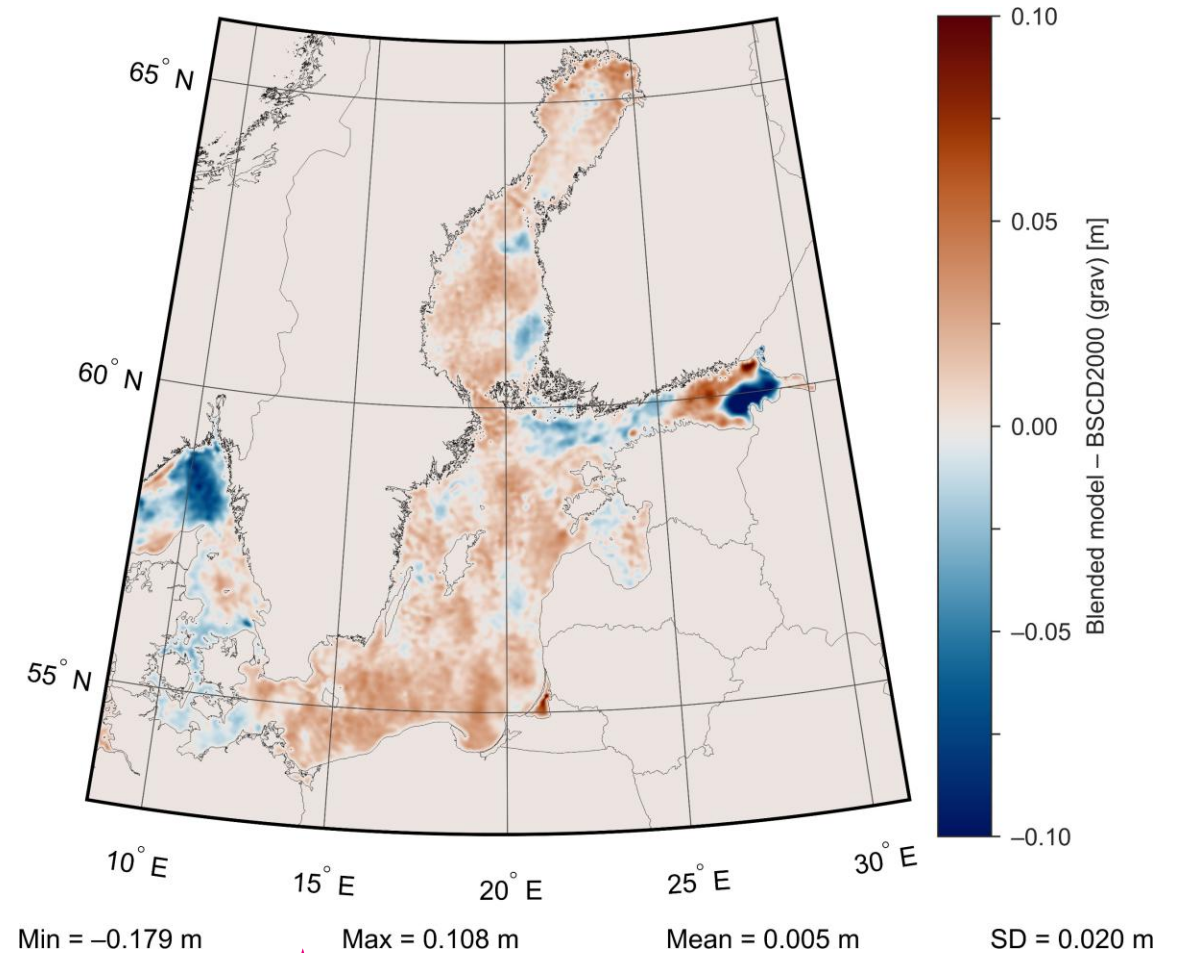 65° N
60° N
55° N
10° E
15° E
20° E
25° E
30° E
0.10
0.05
0.00
–0.05
–0.10
Blended model – BSCD2000 (grav) [m]
Min = –0.179 m
Max = 0.108 m
Mean = 0.005 m
SD = 0.020 m